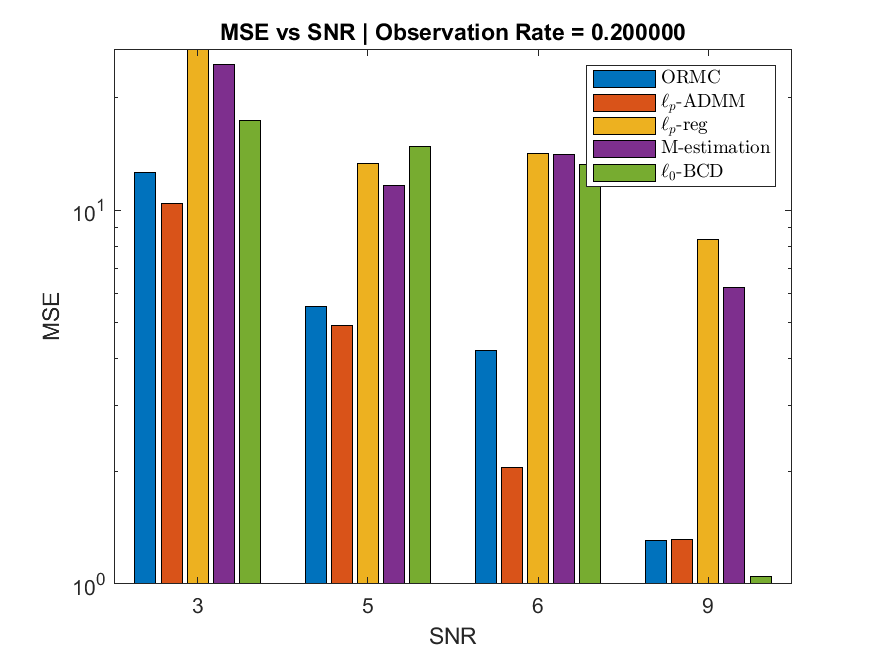 MSE vs SNR | Observation Rate = 0.200000
ORMC
ℓp-ADMM
ℓp-reg
M-estimation
ℓ0-BCD
10^1
10^0
MSE
3 5 6 9
SNR